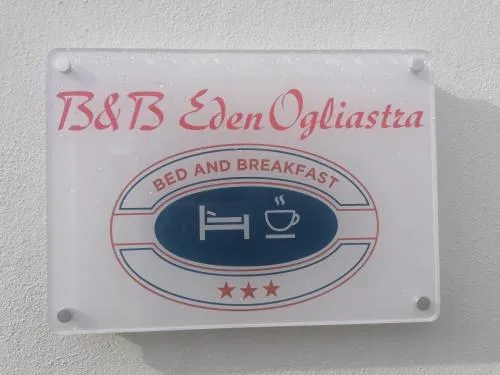 B&B Eden Ogliastra
BED AND BREAKFAST
★★★